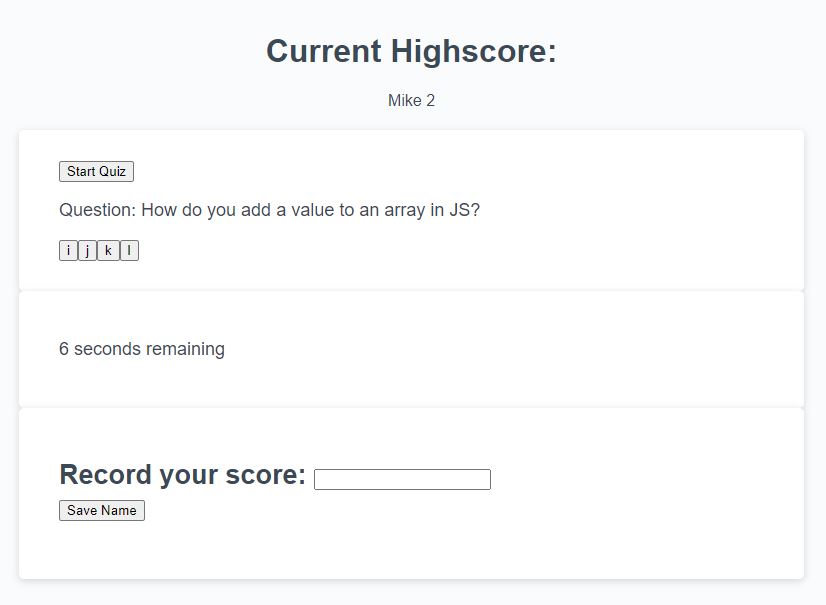 Current Highscore:
Mike 2
Start Quiz
Question: How do you add a value to an array in JS?
i j k l
6 seconds remaining
Record your score:
Save Name